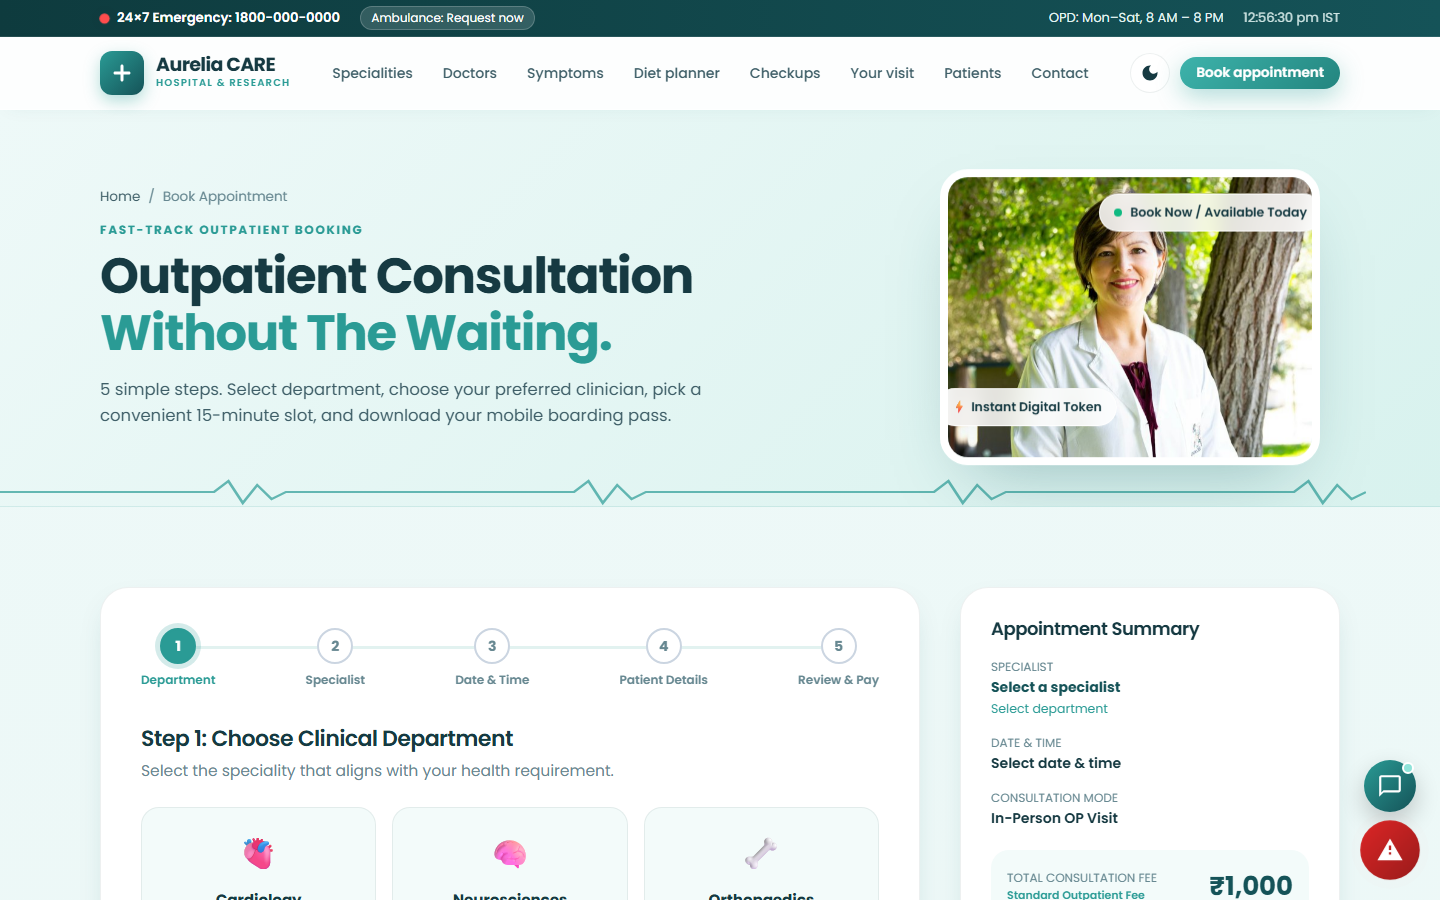 24×7 Emergency: 1800-000-0000
Ambulance: Request now
OPD: Mon–Sat, 8 AM – 8 PM
12:56:30 pm IST
Aurelia CARE
HOSPITAL & RESEARCH
Specialities
Doctors
Symptoms
Diet planner
Checkups
Your visit
Patients
Contact
Book appointment
Home / Book Appointment
FAST-TRACK OUTPATIENT BOOKING
Outpatient Consultation
Without The Waiting.
5 simple steps. Select department, choose your preferred clinician, pick a
convenient 15-minute slot, and download your mobile boarding pass.
Book Now / Available Today
Instant Digital Token
1
2
3
4
5
Department
Specialist
Date & Time
Patient Details
Review & Pay
Step 1: Choose Clinical Department
Select the speciality that aligns with your health requirement.
Cardiology
Neurosciences
Orthopedics
Appointment Summary
SPECIALIST
Select a specialist
Select department
DATE & TIME
Select date & time
CONSULTATION MODE
In-Person OP Visit
TOTAL CONSULTATION FEE
Standard Outpatient Fee
₹1,000